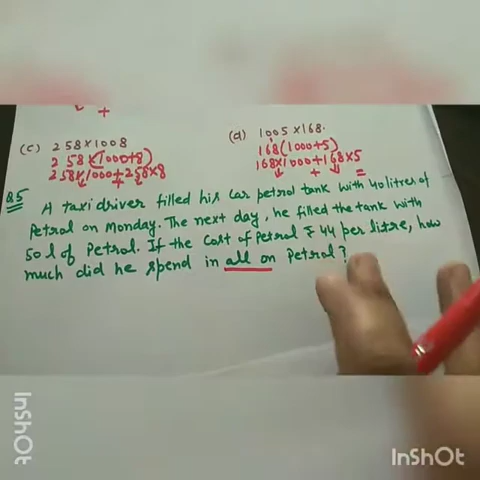 +
(c) 258×1008
(d) 1005×168.
258×(1000+8)
168(1000+5)
258×1000+258×8
168×1000+168×5
+
+
Q.5 A taxi driver filled his car petrol tank with 40 litres of
Petrol on Monday. The next day, he filled the tank with
50 l of Petrol. If the cost of Petrol ₹ 44 per litre, how
much did he spend in all on Petrol?
InShOt
InShOt